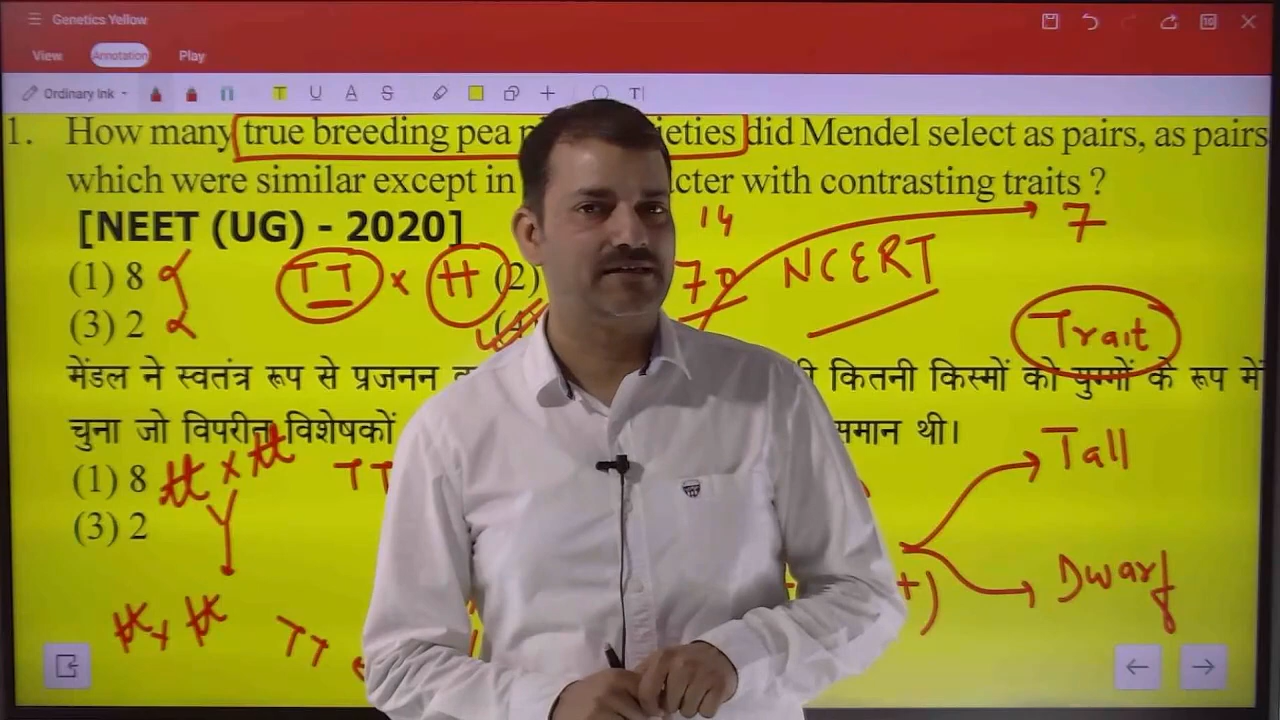 Genetics Yellow
View Annotation Play
Ordinary Ink T U A S T
1. How many true breeding pea did Mendel select as pairs, as pairs
which were similar except in with contrasting traits ?
[NEET (UG) - 2020]
14 7
(1) 8 TT × tt (2) NCERT
(3) 2 (4) Trait
मेंडल ने स्वतंत्र रूप से प्रजनन कितनी किस्मों को युग्मों के रूप में
चुना जो विपरीत विशेषकों समान थी।
(1) 8 tt × tt TT Tall
(3) 2
Dwarf
tt × tt TT